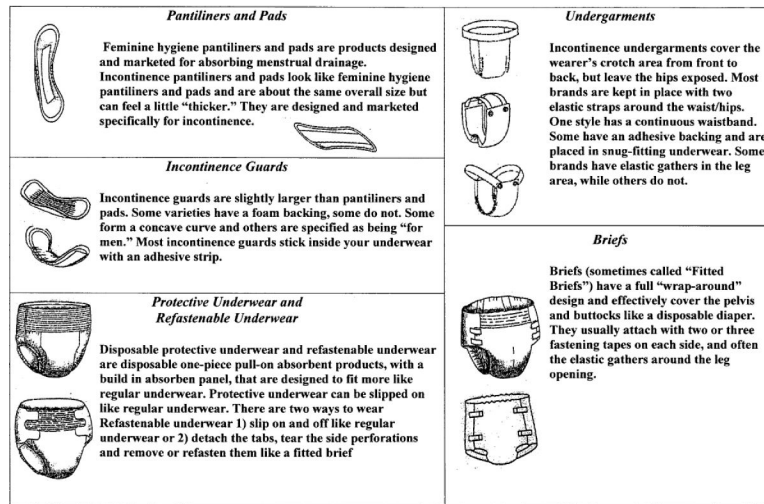 Pantiliners and Pads
Feminine hygiene pantiliners and pads are products designed
and marketed for absorbing menstrual drainage.
Incontinence pantiliners and pads look like feminine hygiene
pantiliners and pads and are about the same overall size but
can feel a little “thicker.” They are designed and marketed
specifically for incontinence.
Incontinence Guards
Incontinence guards are slightly larger than pantiliners and
pads. Some varieties have a foam backing, some do not. Some
form a concave curve and others are specified as being “for
men.” Most incontinence guards stick inside your underwear
with an adhesive strip.
Protective Underwear and
Refastenable Underwear
Disposable protective underwear and refastenable underwear
are disposable one-piece pull-on absorbent products, with a
build in absorben panel, that are designed to fit more like
regular underwear. Protective underwear can be slipped on
like regular underwear. There are two ways to wear
Refastenable underwear 1) slip on and off like regular
underwear or 2) detach the tabs, tear the side perforations
and remove or refasten them like a fitted brief
Undergarments
Incontinence undergarments cover the
wearer’s crotch area from front to
back, but leave the hips exposed. Most
brands are kept in place with two
elastic straps around the waist/hips.
One style has a continuous waistband.
Some have an adhesive backing and are
placed in snug-fitting underwear. Some
brands have elastic gathers in the leg
area, while others do not.
Briefs
Briefs (sometimes called “Fitted
Briefs”) have a full “wrap-around”
design and effectively cover the pelvis
and buttocks like a disposable diaper.
They usually attach with two or three
fastening tapes on each side, and often
the elastic gathers around the leg
opening.